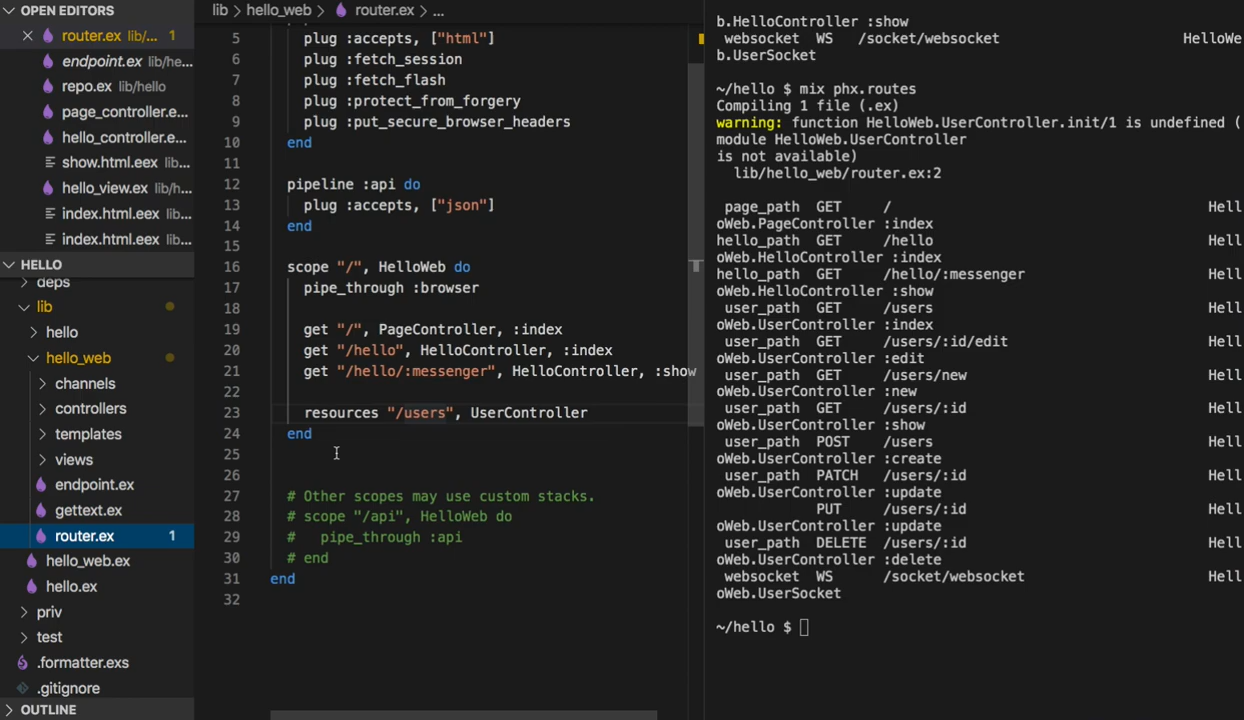 OPEN EDITORS
router.ex lib/... 1
endpoint.ex lib/he...
repo.ex lib/hello
page_controller.e...
hello_controller.e...
show.html.eex lib...
hello_view.ex lib/h...
index.html.eex lib...
index.html.eex lib...
HELLO
deps
lib
hello
hello_web
channels
controllers
templates
views
endpoint.ex
gettext.ex
router.ex 1
hello_web.ex
hello.ex
priv
test
.formatter.exs
.gitignore
OUTLINE
lib > hello_web > router.ex > ...
5 plug :accepts, ["html"]
6 plug :fetch_session
7 plug :fetch_flash
8 plug :protect_from_forgery
9 plug :put_secure_browser_headers
10 end
11
12 pipeline :api do
13 plug :accepts, ["json"]
14 end
15
16 scope "/", HelloWeb do
17 pipe_through :browser
18
19 get "/", PageController, :index
20 get "/hello", HelloController, :index
21 get "/hello/:messenger", HelloController, :show
22
23 resources "/users", UserController
24 end
25
26
27 # Other scopes may use custom stacks.
28 # scope "/api", HelloWeb do
29 #   pipe_through :api
30 # end
31 end
32
b.HelloController :show
websocket WS /socket/websocket HelloWe
b.UserSocket
~/hello $ mix phx.routes
Compiling 1 file (.ex)
warning: function HelloWeb.UserController.init/1 is undefined (
module HelloWeb.UserController
is not available)
lib/hello_web/router.ex:2
page_path GET / Hell
oWeb.PageController :index
hello_path GET /hello Hell
oWeb.HelloController :index
hello_path GET /hello/:messenger Hell
oWeb.HelloController :show
user_path GET /users Hell
oWeb.UserController :index
user_path GET /users/:id/edit Hell
oWeb.UserController :edit
user_path GET /users/new Hell
oWeb.UserController :new
user_path GET /users/:id Hell
oWeb.UserController :show
user_path POST /users Hell
oWeb.UserController :create
user_path PATCH /users/:id Hell
oWeb.UserController :update
PUT /users/:id Hell
oWeb.UserController :update
user_path DELETE /users/:id Hell
oWeb.UserController :delete
websocket WS /socket/websocket Hell
oWeb.UserSocket
~/hello $